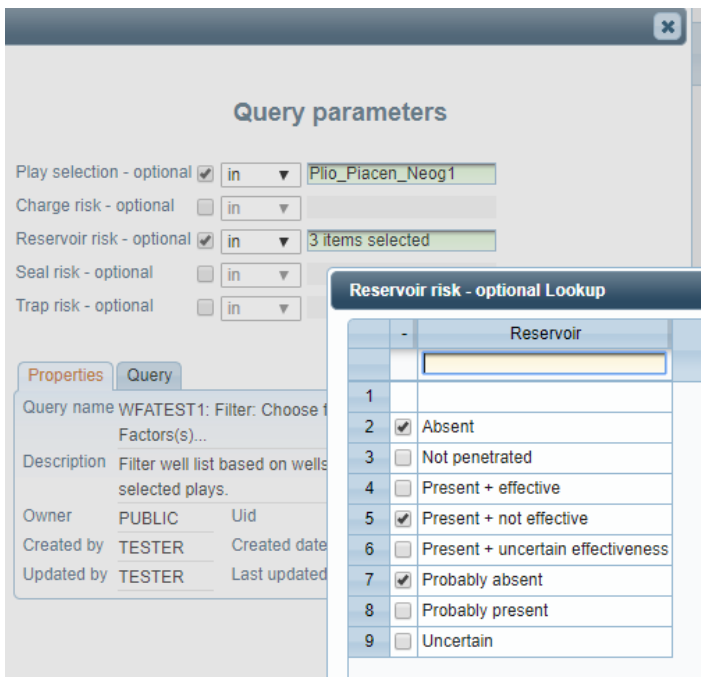 Query parameters
Play selection - optional in Plio_Piacen_Neog1
Charge risk - optional in
Reservoir risk - optional in 3 items selected
Seal risk - optional in
Trap risk - optional in
Properties Query
Query name WFATEST1: Filter: Choose
Factors(s)...
Description Filter well list based on wells
selected plays.
Owner PUBLIC Uid
Created by TESTER Created date
Updated by TESTER Last updated
Reservoir risk - optional Lookup
- Reservoir
1
2 Absent
3 Not penetrated
4 Present + effective
5 Present + not effective
6 Present + uncertain effectiveness
7 Probably absent
8 Probably present
9 Uncertain